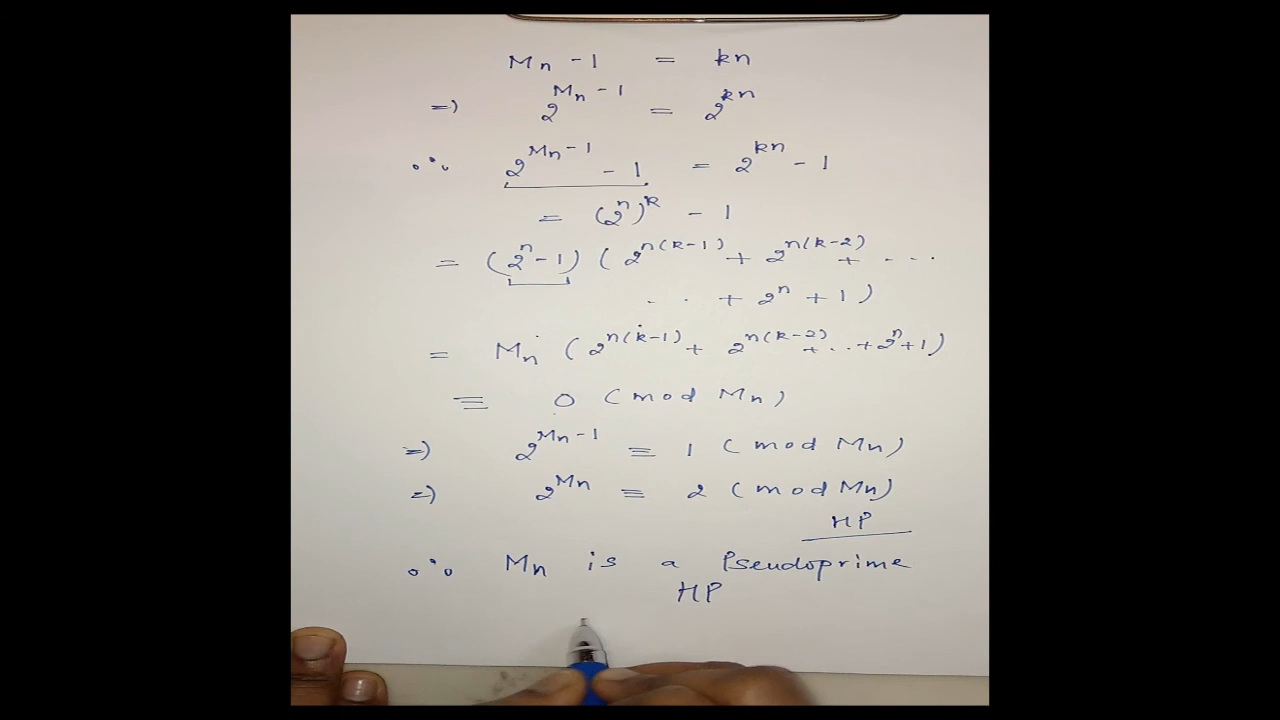 Mn - 1 = kn
=) 2^{Mn - 1} = 2^{kn}
∴ 2^{Mn - 1} - 1 = 2^{kn} - 1
= (2^n)^k - 1
= (2^n - 1) (2^{n(k-1)} + 2^{n(k-2)} + ...
.. + 2^n + 1)
= Mn (2^{n(k-1)} + 2^{n(k-2)} + .. + 2^n + 1)
≡ 0 (mod Mn)
=) 2^{Mn - 1} ≡ 1 (mod Mn)
=) 2^{Mn} ≡ 2 (mod Mn)
HP
∴ Mn is a Pseudoprime
HP